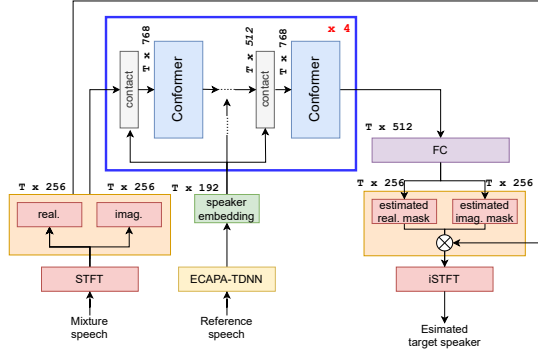 x 4
T x 768
T x 512
T x 768
contact
Conformer
contact
Conformer
T x 512
FC
T x 256
T x 256
T x 192
T x 256
T x 256
real.
imag.
speaker
embedding
estimated
real. mask
estimated
imag. mask
STFT
ECAPA-TDNN
iSTFT
Mixture
speech
Reference
speech
Esimated
target speaker